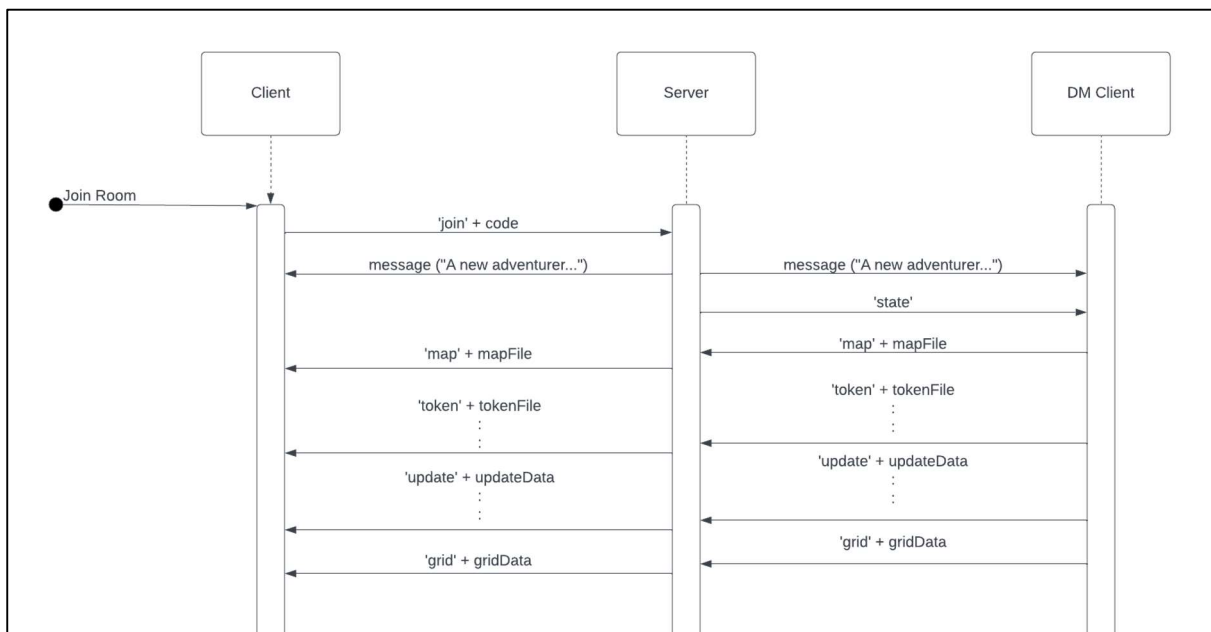 Client
Server
DM Client
Join Room
'join' + code
message ("A new adventurer...")
message ("A new adventurer...")
'state'
'map' + mapFile
'map' + mapFile
'token' + tokenFile
:
:
'token' + tokenFile
:
:
'update' + updateData
:
:
'update' + updateData
:
:
'grid' + gridData
'grid' + gridData